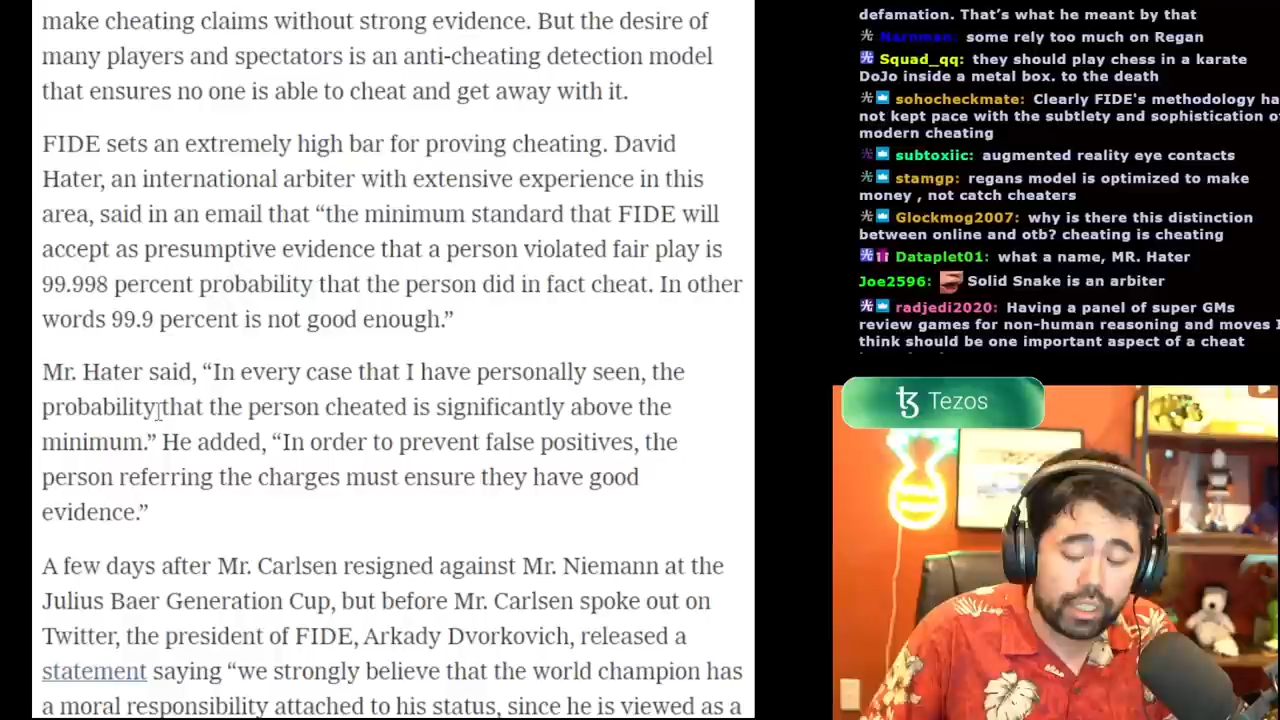 make cheating claims without strong evidence. But the desire of
many players and spectators is an anti-cheating detection model
that ensures no one is able to cheat and get away with it.
FIDE sets an extremely high bar for proving cheating. David
Hater, an international arbiter with extensive experience in this
area, said in an email that “the minimum standard that FIDE will
accept as presumptive evidence that a person violated fair play is
99.998 percent probability that the person did in fact cheat. In other
words 99.9 percent is not good enough.”
Mr. Hater said, “In every case that I have personally seen, the
probability that the person cheated is significantly above the
minimum.” He added, “In order to prevent false positives, the
person referring the charges must ensure they have good
evidence.”
A few days after Mr. Carlsen resigned against Mr. Niemann at the
Julius Baer Generation Cup, but before Mr. Carlsen spoke out on
Twitter, the president of FIDE, Arkady Dvorkovich, released a
statement saying “we strongly believe that the world champion has
a moral responsibility attached to his status, since he is viewed as a
defamation. That's what he meant by that
Narnman: some rely too much on Regan
Squad_qq: they should play chess in a karate
DoJo inside a metal box. to the death
sohocheckmate: Clearly FIDE's methodology ha
not kept pace with the subtlety and sophistication o
modern cheating
subtoxiic: augmented reality eye contacts
stamgp: regans model is optimized to make
money , not catch cheaters
Glockmog2007: why is there this distinction
between online and otb? cheating is cheating
Dataplet01: what a name, MR. Hater
Joe2596: Solid Snake is an arbiter
radjedi2020: Having a panel of super GMs
review games for non-human reasoning and moves I
think should be one important aspect of a cheat
Tezos